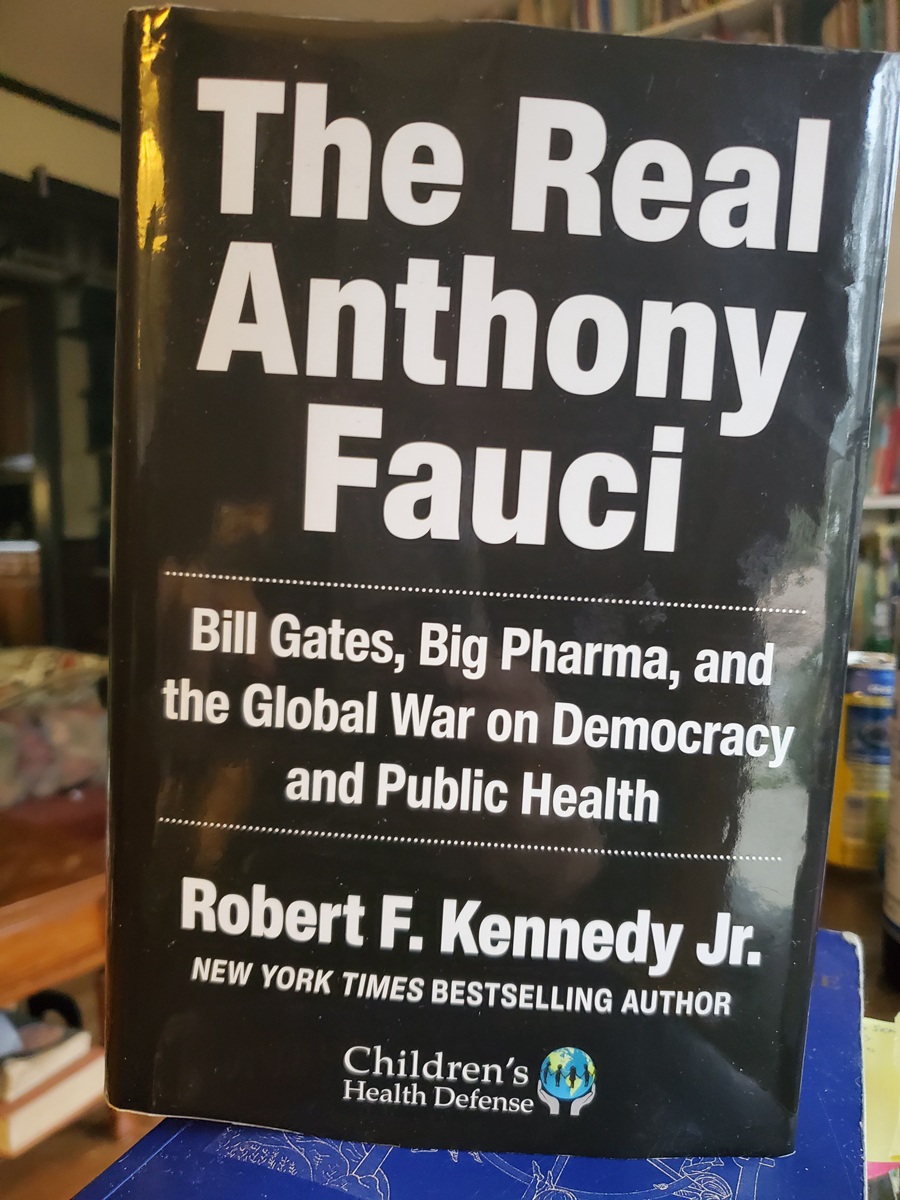 The Real
Anthony
Fauci
Bill Gates, Big Pharma, and
the Global War on Democracy
and Public Health
Robert F. Kennedy Jr.
NEW YORK TIMES BESTSELLING AUTHOR
Children's
Health Defense